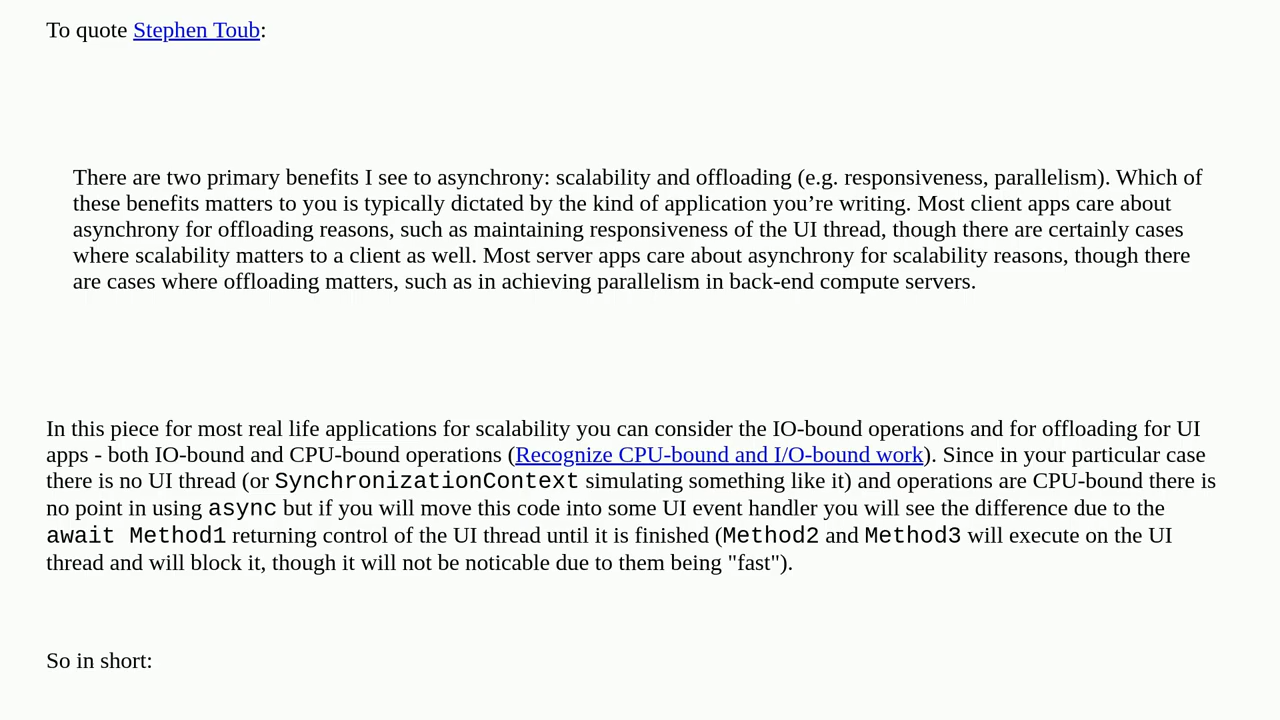 To quote Stephen Toub:
There are two primary benefits I see to asynchrony: scalability and offloading (e.g. responsiveness, parallelism). Which of
these benefits matters to you is typically dictated by the kind of application you’re writing. Most client apps care about
asynchrony for offloading reasons, such as maintaining responsiveness of the UI thread, though there are certainly cases
where scalability matters to a client as well. Most server apps care about asynchrony for scalability reasons, though there
are cases where offloading matters, such as in achieving parallelism in back-end compute servers.
In this piece for most real life applications for scalability you can consider the IO-bound operations and for offloading for UI
apps - both IO-bound and CPU-bound operations (Recognize CPU-bound and I/O-bound work). Since in your particular case
there is no UI thread (or SynchronizationContext simulating something like it) and operations are CPU-bound there is
no point in using async but if you will move this code into some UI event handler you will see the difference due to the
await Method1 returning control of the UI thread until it is finished (Method2 and Method3 will execute on the UI
thread and will block it, though it will not be noticable due to them being "fast").
So in short: